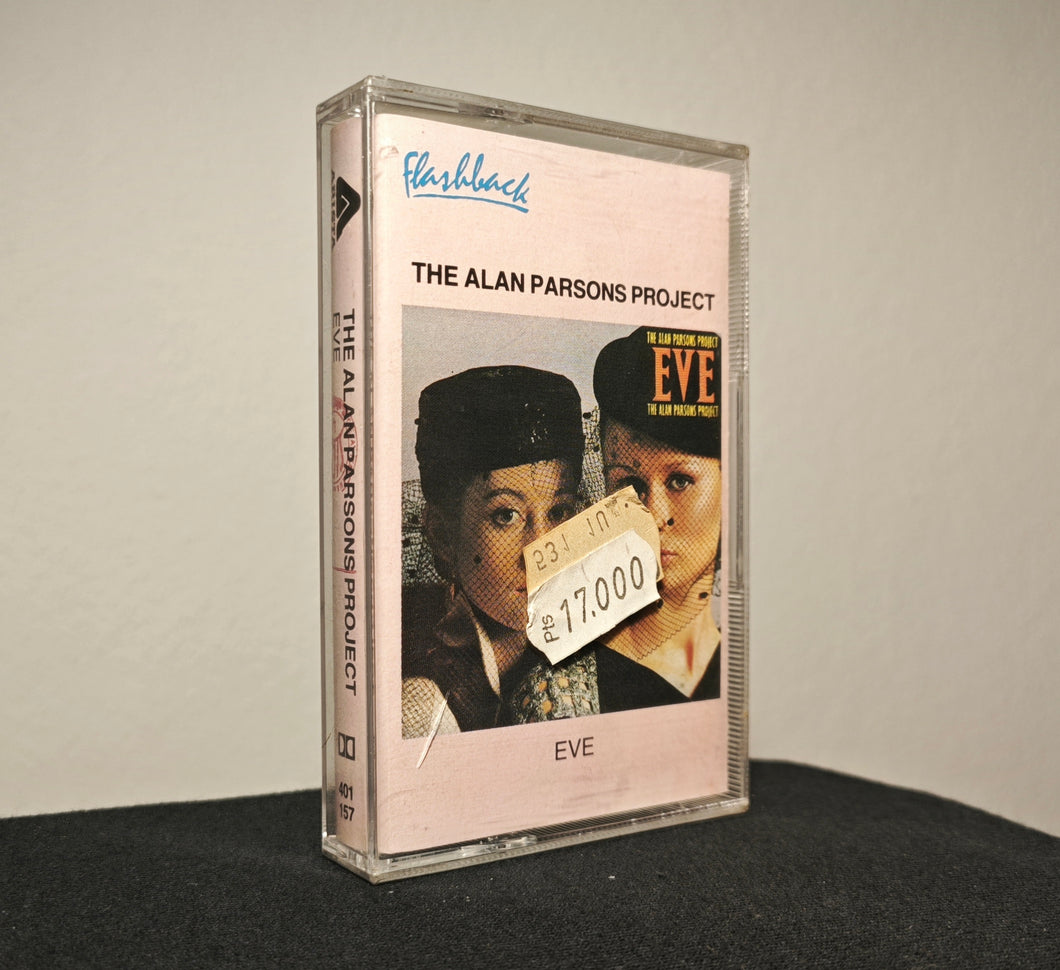 Flashback
THE ALAN PARSONS PROJECT
THE ALAN PARSONS PROJECT
EVE
THE ALAN PARSONS PROJECT
Pts 17.000
EVE
ARISTA
THE ALAN PARSONS PROJECT
EVE
401
157